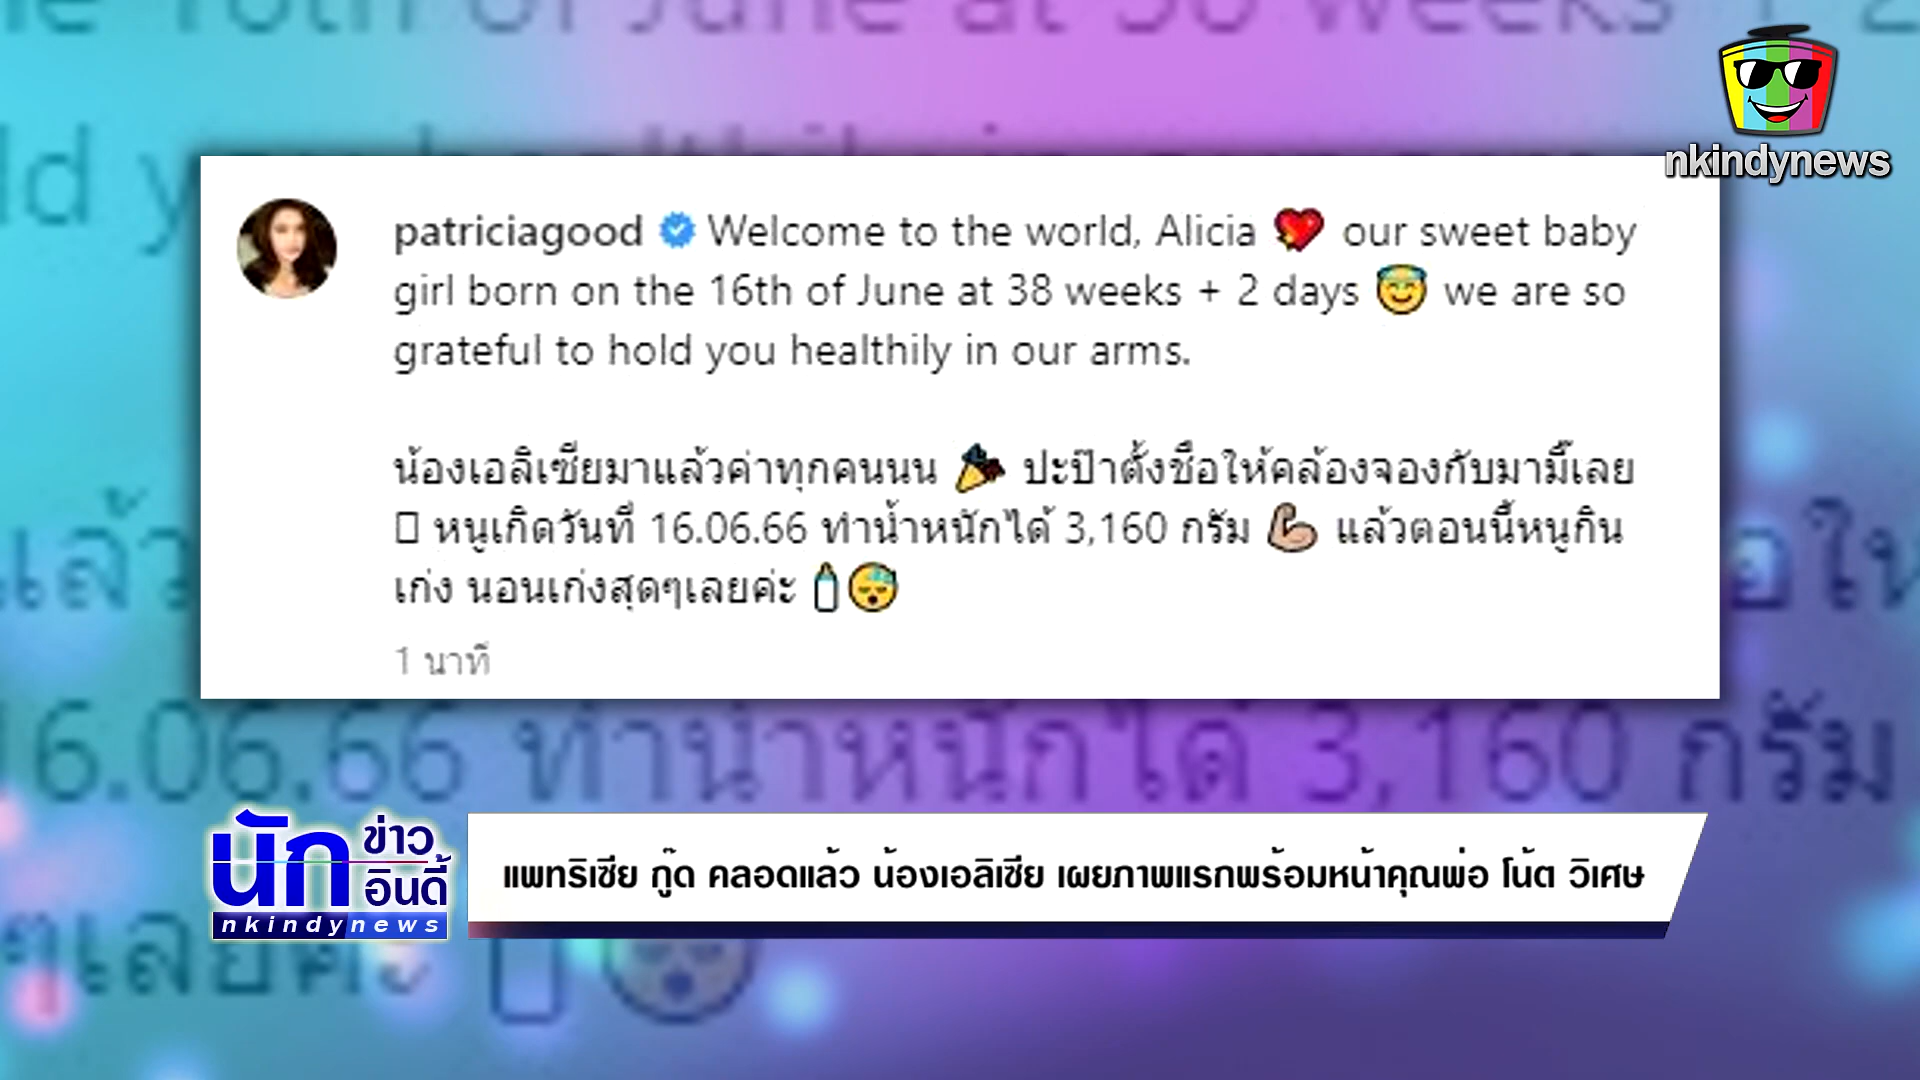 nkindynews
patriciagood Welcome to the world, Alicia 💝 our sweet baby
girl born on the 16th of June at 38 weeks + 2 days 😇 we are so
grateful to hold you healthily in our arms.
น้องเอลิเซียมาแล้วค่าทุกคนนน 🎉 ปะป๊าตั้งชื่อให้คล้องจองกับมามี๊เลย
หนูเกิดวันที่ 16.06.66 ทำน้ำหนักได้ 3,160 กรัม 💪🏼 แล้วตอนนี้หนูกิน
เก่ง นอนเก่งสุดๆเลยค่ะ 🍼😴
1 นาที
นักข่าวอินดี้
nkindynews
แพทริเซีย กู๊ด คลอดแล้ว น้องเอลิเซีย เผยภาพแรกพร้อมหน้าคุณพ่อ โน้ต วิเศษ